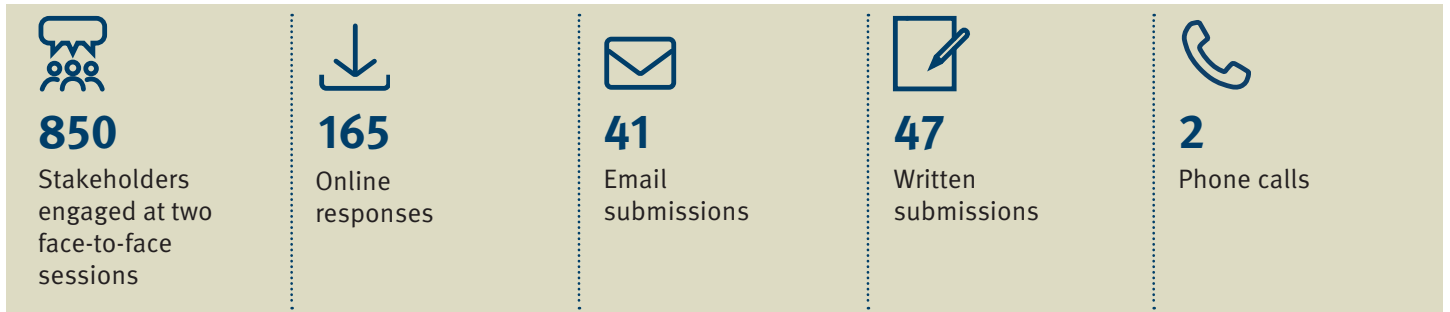 850
Stakeholders
engaged at two
face-to-face
sessions
165
Online
responses
41
Email
submissions
47
Written
submissions
2
Phone calls